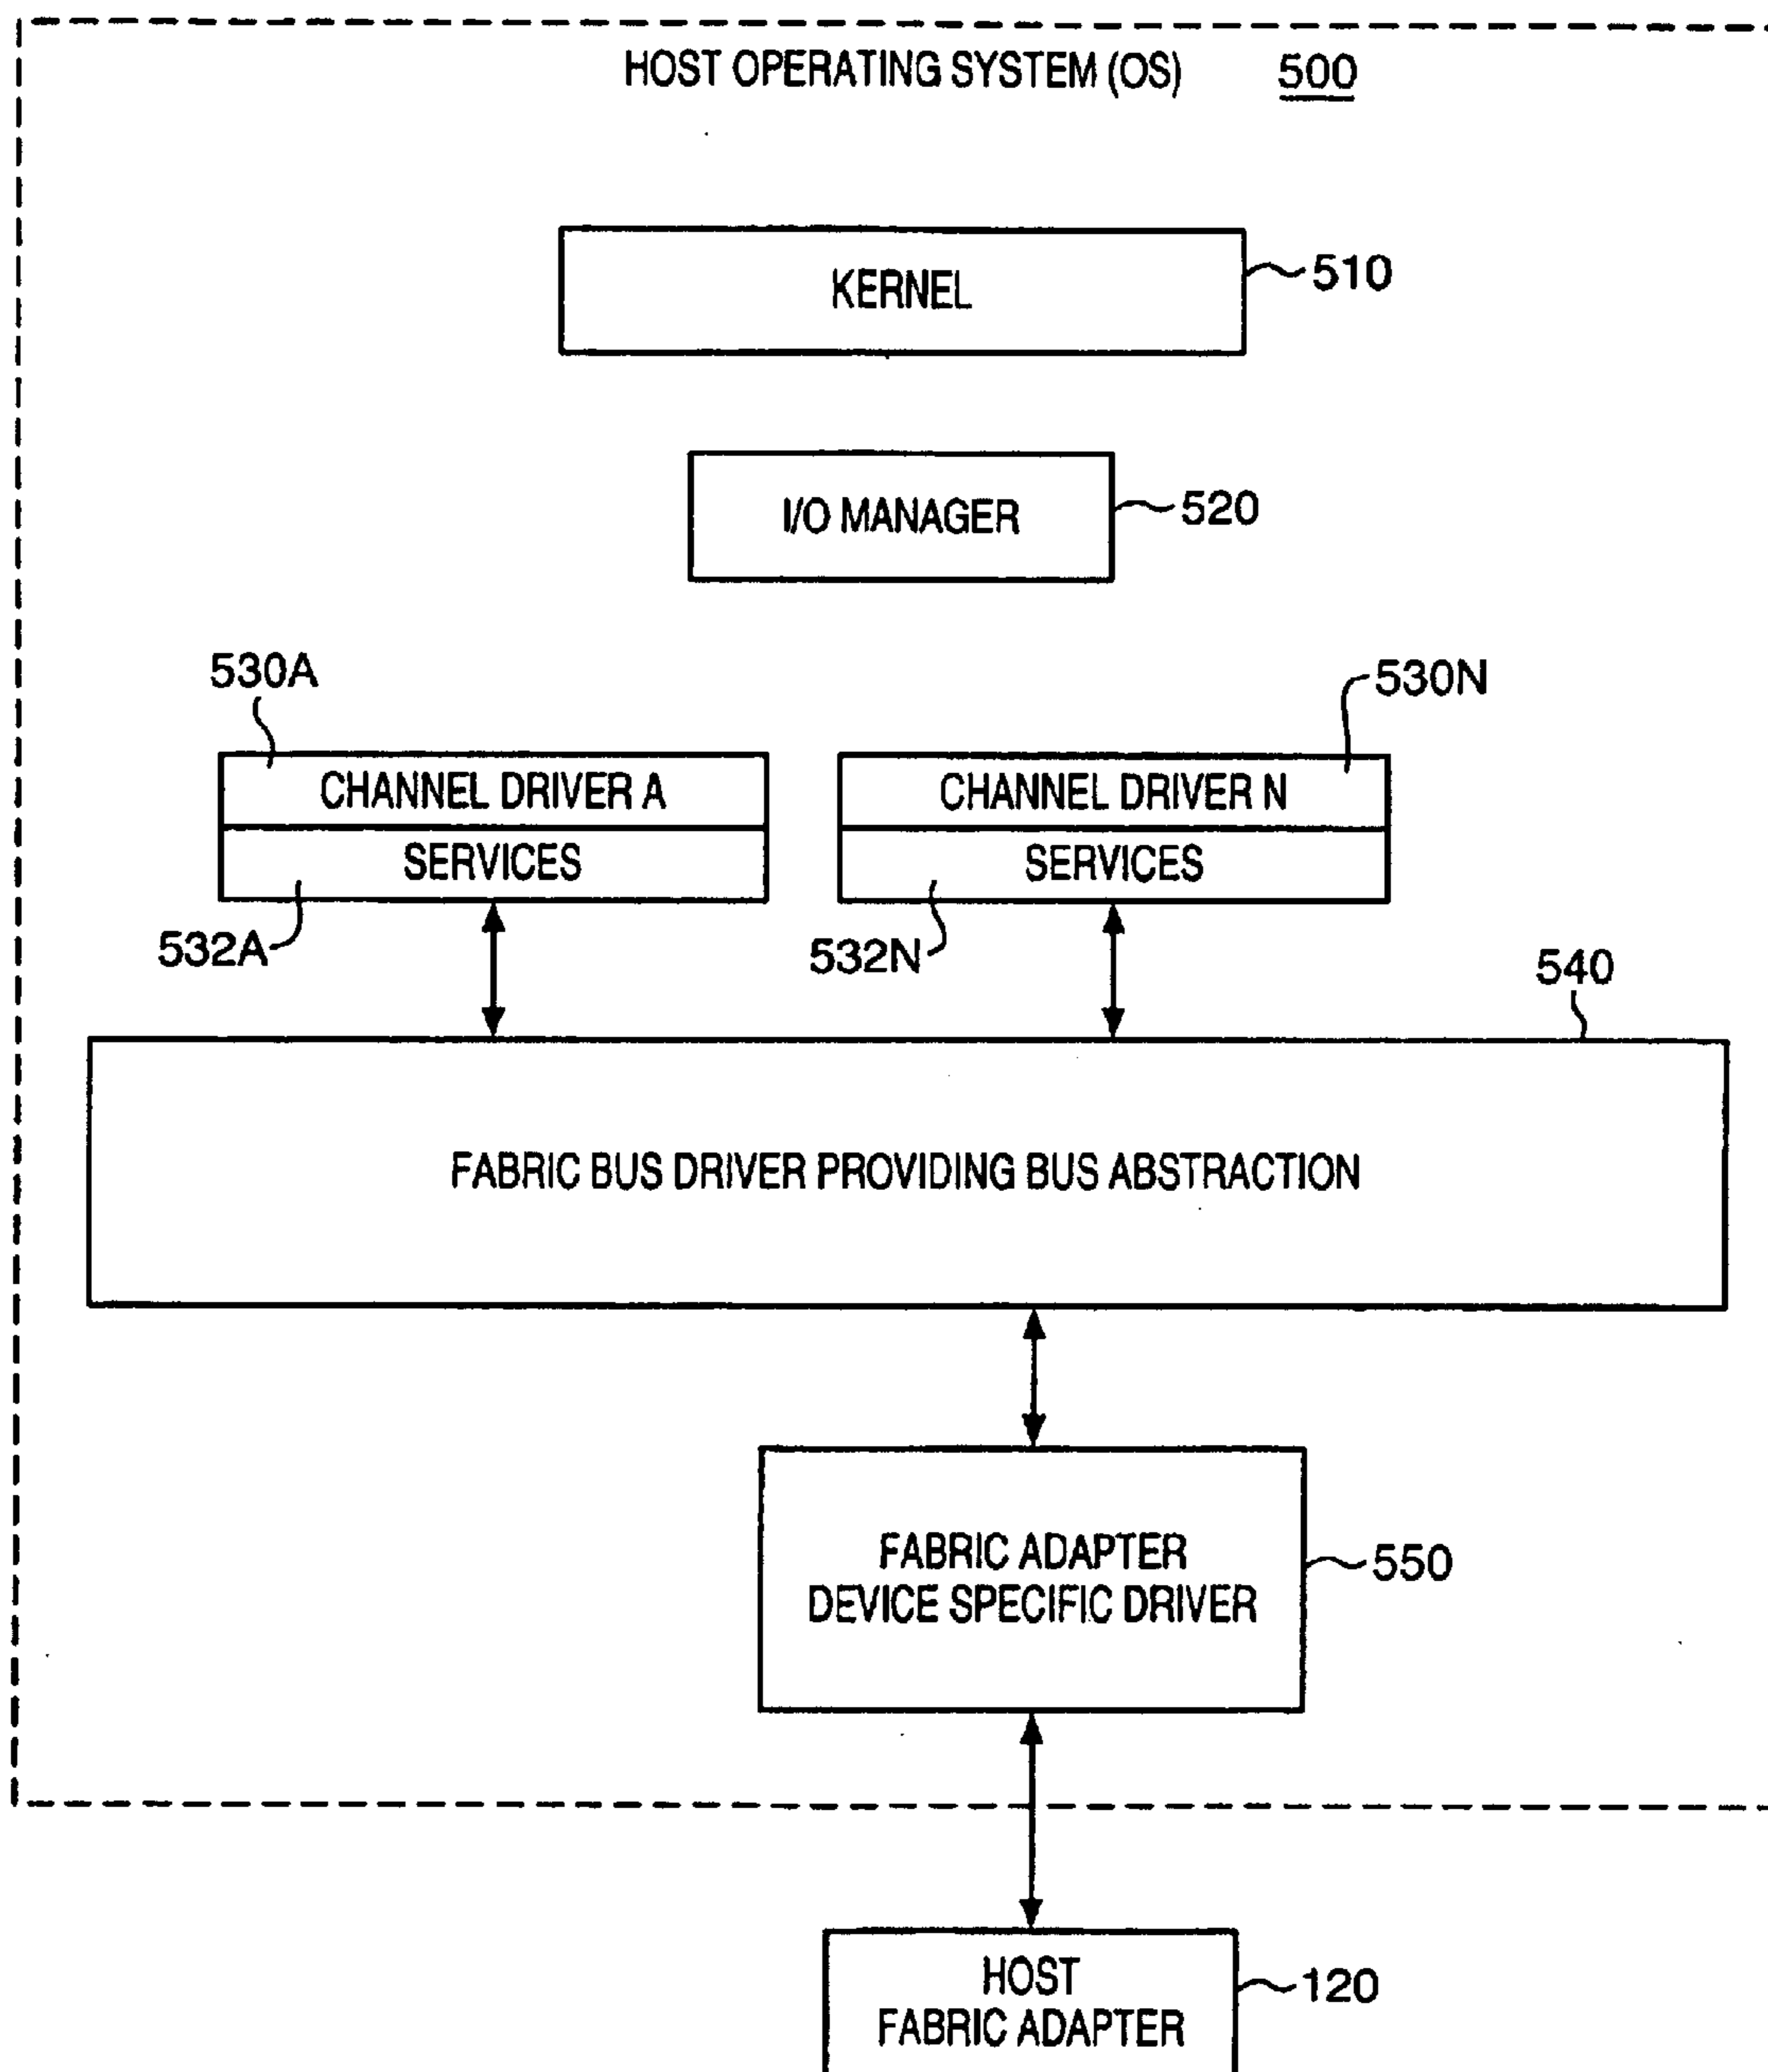 HOST OPERATING SYSTEM (OS) 500
KERNEL
510
I/O MANAGER
520
530A
530N
CHANNEL DRIVER A
CHANNEL DRIVER N
SERVICES
SERVICES
532A
532N
540
FABRIC BUS DRIVER PROVIDING BUS ABSTRACTION
FABRIC ADAPTER
DEVICE SPECIFIC DRIVER
550
HOST
FABRIC ADAPTER
120